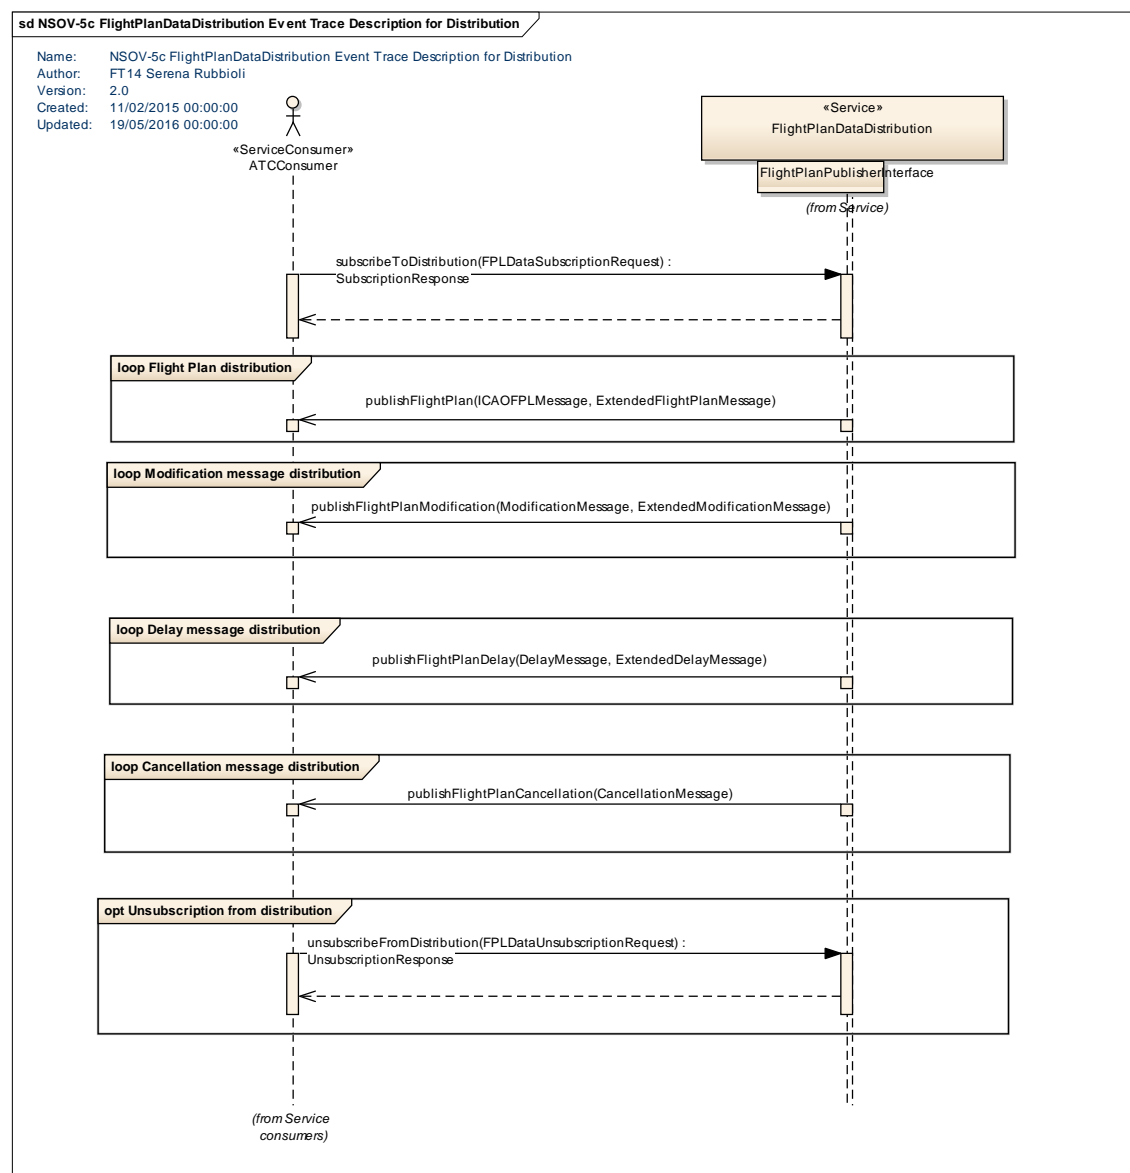 sd NSOV-5c FlightPlanDataDistribution Event Trace Description for Distribution
Name: NSOV-5c FlightPlanDataDistribution Event Trace Description for Distribution
Author: FT14 Serena Rubbioli
Version: 2.0
Created: 11/02/2015 00:00:00
Updated: 19/05/2016 00:00:00
«ServiceConsumer»
ATCConsumer
«Service»
FlightPlanDataDistribution
FlightPlanPublisherInterface
(from Service)
subscribeToDistribution(FPLDataSubscriptionRequest) :
SubscriptionResponse
loop Flight Plan distribution
publishFlightPlan(ICAOFPLMessage, ExtendedFlightPlanMessage)
loop Modification message distribution
publishFlightPlanModification(ModificationMessage, ExtendedModificationMessage)
loop Delay message distribution
publishFlightPlanDelay(DelayMessage, ExtendedDelayMessage)
loop Cancellation message distribution
publishFlightPlanCancellation(CancellationMessage)
opt Unsubscription from distribution
unsubscribeFromDistribution(FPLDataUnsubscriptionRequest) :
UnsubscriptionResponse
(from Service
consumers)